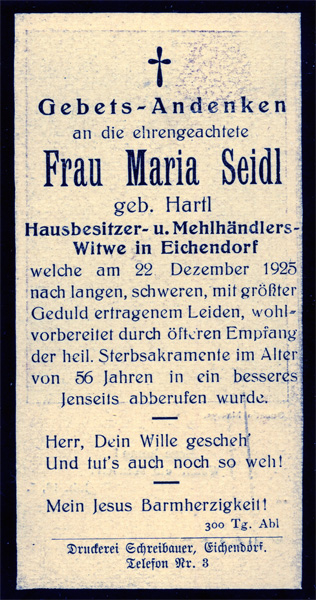 Gebets-Andenken
an die ehrengeachtete
Frau Maria Seidl
geb. Hartl
Hausbesitzer- u. Mehlhändlers-
Witwe in Eichendorf
welche am 22. Dezember 1925
nach langen, schweren, mit größter
Geduld ertragenem Leiden, wohl-
vorbereitet durch öfteren Empfang
der heil. Sterbsakramente im Alter
von 56 Jahren in ein besseres
Jenseits abberufen wurde.
Herr, Dein Wille gescheh'
Und tut's auch noch so weh!
Mein Jesus Barmherzigkeit!
300 Tg. Abl
Druckerei Schreibauer, Eichendorf.
Telefon Nr. 3